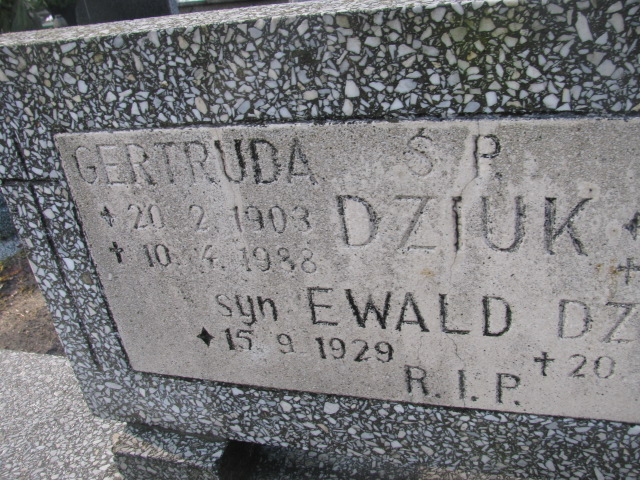 GERTRUDA Ś.P.
20.2.1903 DZIUK
✝ 10.4.1988
syn EWALD DZ
15.9.1929 ✝ 20
R.I.P.